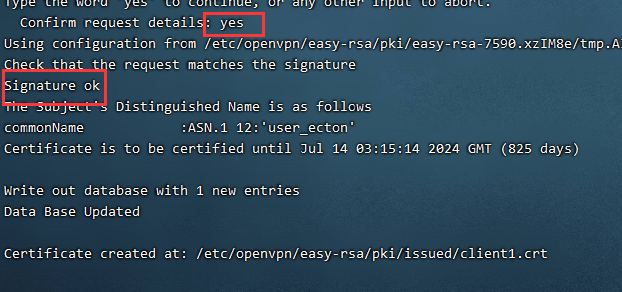 Type the word 'yes' to continue, or any other input to abort.
  Confirm request details: yes
Using configuration from /etc/openvpn/easy-rsa/pki/easy-rsa-7590.xzIM8e/tmp.A
Check that the request matches the signature
Signature ok
The Subject's Distinguished Name is as follows
commonName            :ASN.1 12:'user_ecton'
Certificate is to be certified until Jul 14 03:15:14 2024 GMT (825 days)
Write out database with 1 new entries
Data Base Updated
Certificate created at: /etc/openvpn/easy-rsa/pki/issued/client1.crt